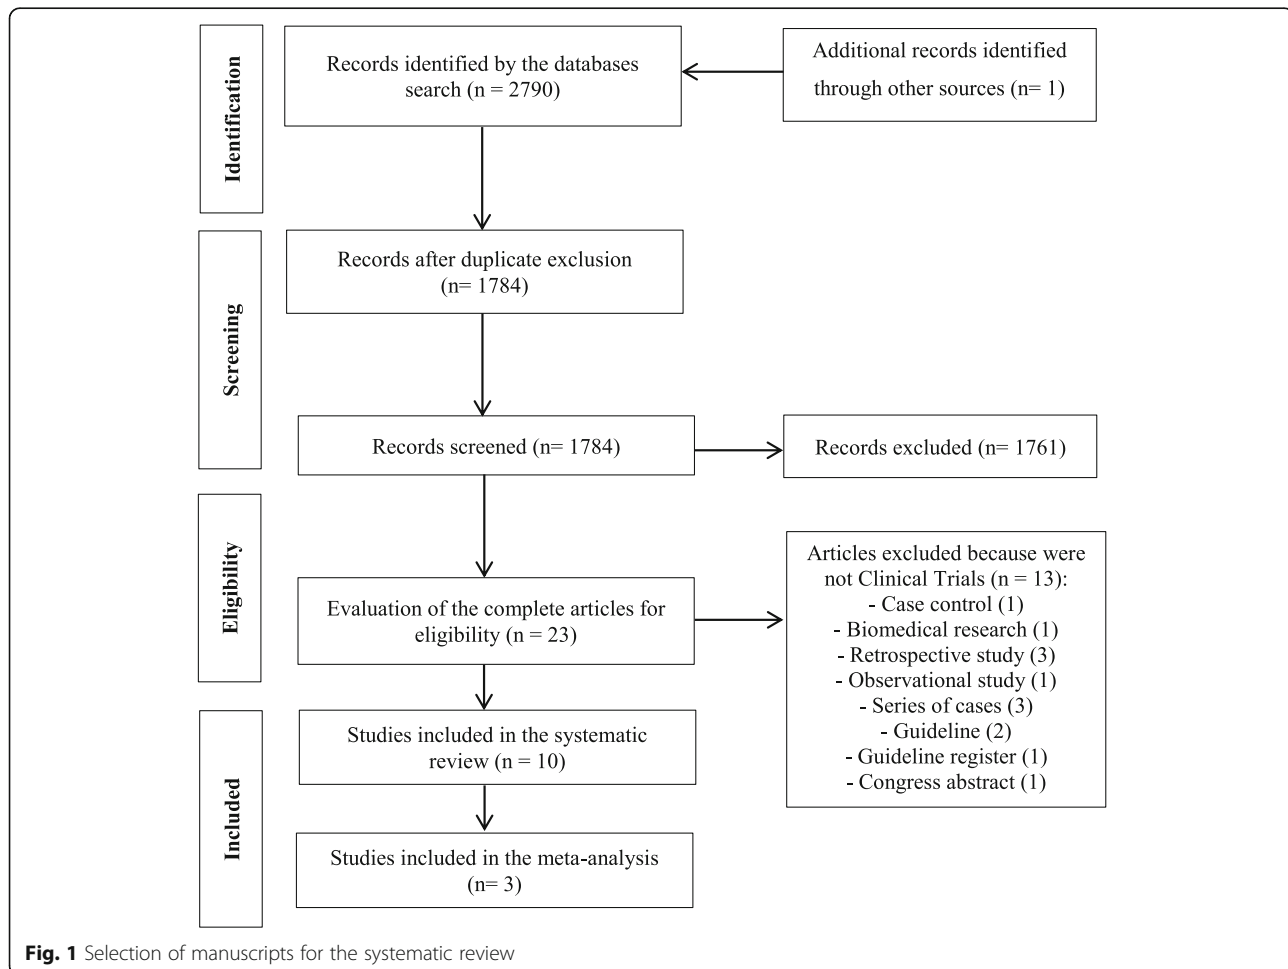 Identification
Records identified by the databases
search (n = 2790)
Additional records identified
through other sources (n= 1)
Screening
Records after duplicate exclusion
(n= 1784)
Records screened (n= 1784)
Records excluded (n= 1761)
Eligibility
Evaluation of the complete articles for
eligibility (n = 23)
Articles excluded because were
not Clinical Trials (n = 13):
- Case control (1)
- Biomedical research (1)
- Retrospective study (3)
- Observational study (1)
- Series of cases (3)
- Guideline (2)
- Guideline register (1)
- Congress abstract (1)
Included
Studies included in the systematic
review (n = 10)
Studies included in the meta-analysis
(n= 3)
Fig. 1 Selection of manuscripts for the systematic review